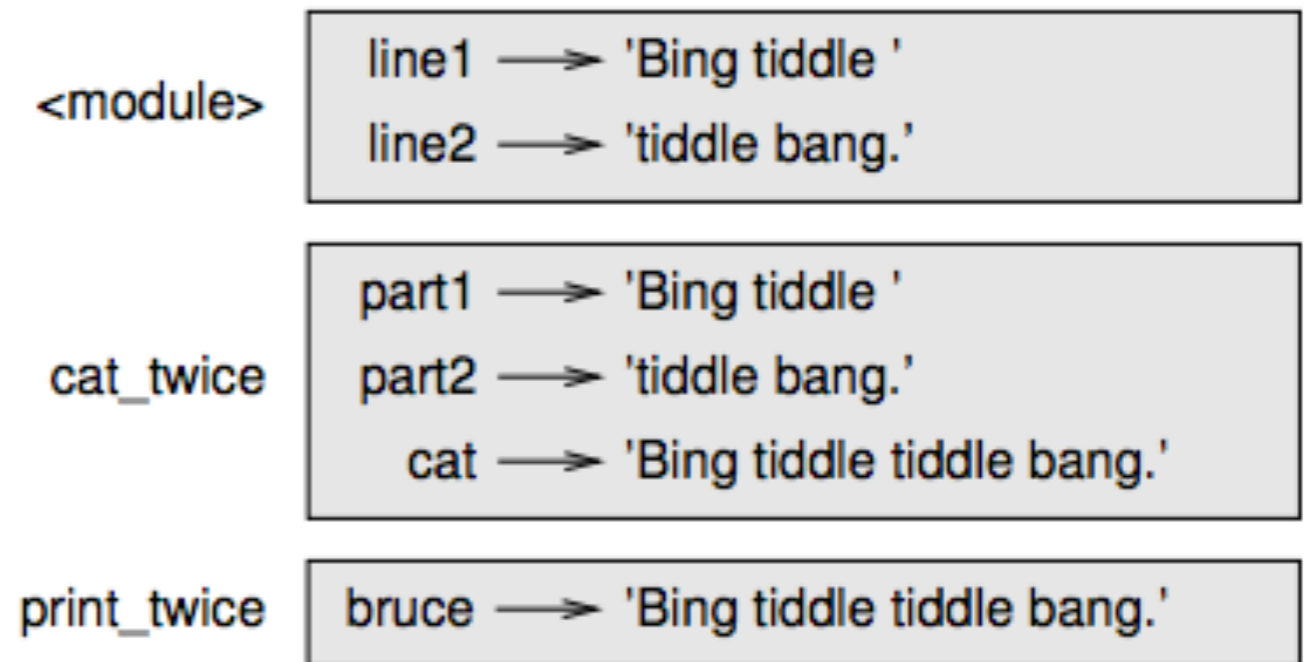 <module>
line1 → 'Bing tiddle '
line2 → 'tiddle bang.'
cat_twice
part1 → 'Bing tiddle '
part2 → 'tiddle bang.'
cat → 'Bing tiddle tiddle bang.'
print_twice
bruce → 'Bing tiddle tiddle bang.'